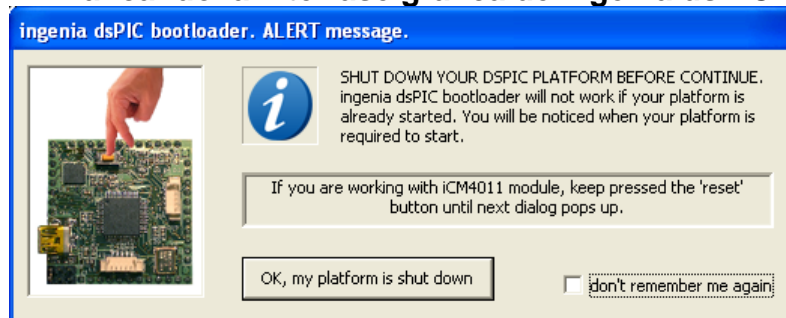 ingenia dsPIC bootloader. ALERT message.
SHUT DOWN YOUR DSPIC PLATFORM BEFORE CONTINUE.
ingenia dsPIC bootloader will not work if your platform is
already started. You will be noticed when your platform is
required to start.
If you are working with iCM4011 module, keep pressed the 'reset'
button until next dialog pops up.
OK, my platform is shut down
don't remember me again